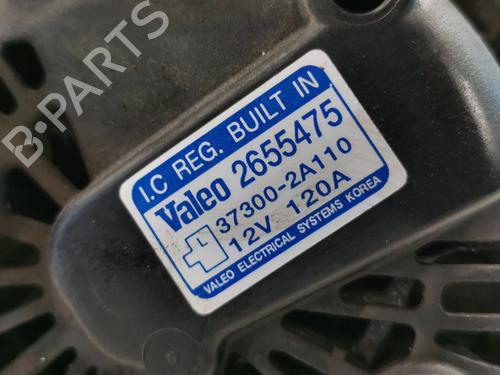 B-PARTS
I.C REG. BUILT IN
Valeo 2655475
37300-2A110
12V 120A
VALEO ELECTRICAL SYSTEMS KOREA